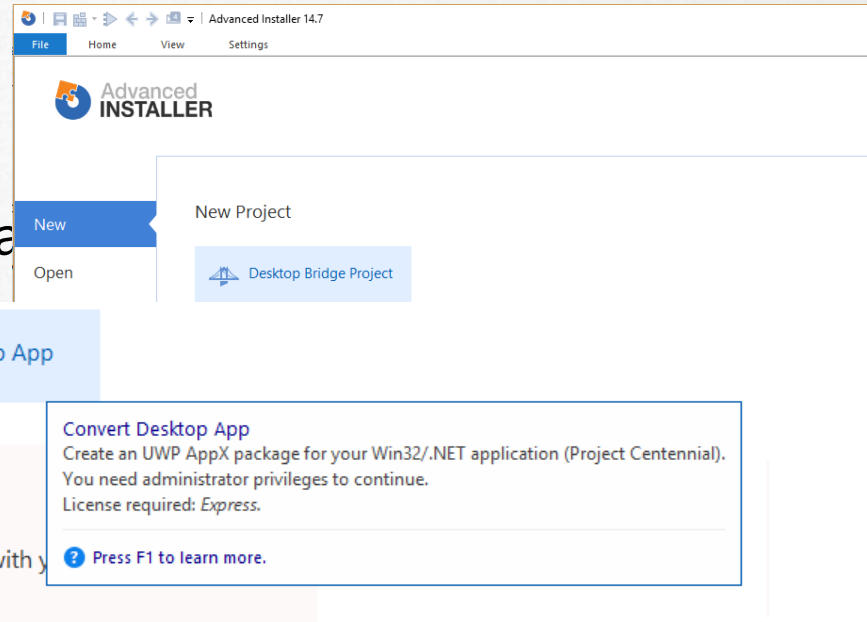 Advanced Installer 14.7
File Home View Settings
Advanced
INSTALLER
New Project
New
Desktop Bridge Project
Open
App
Convert Desktop App
Create an UWP AppX package for your Win32/.NET application (Project Centennial).
You need administrator privileges to continue.
License required: Express.
with y
? Press F1 to learn more.